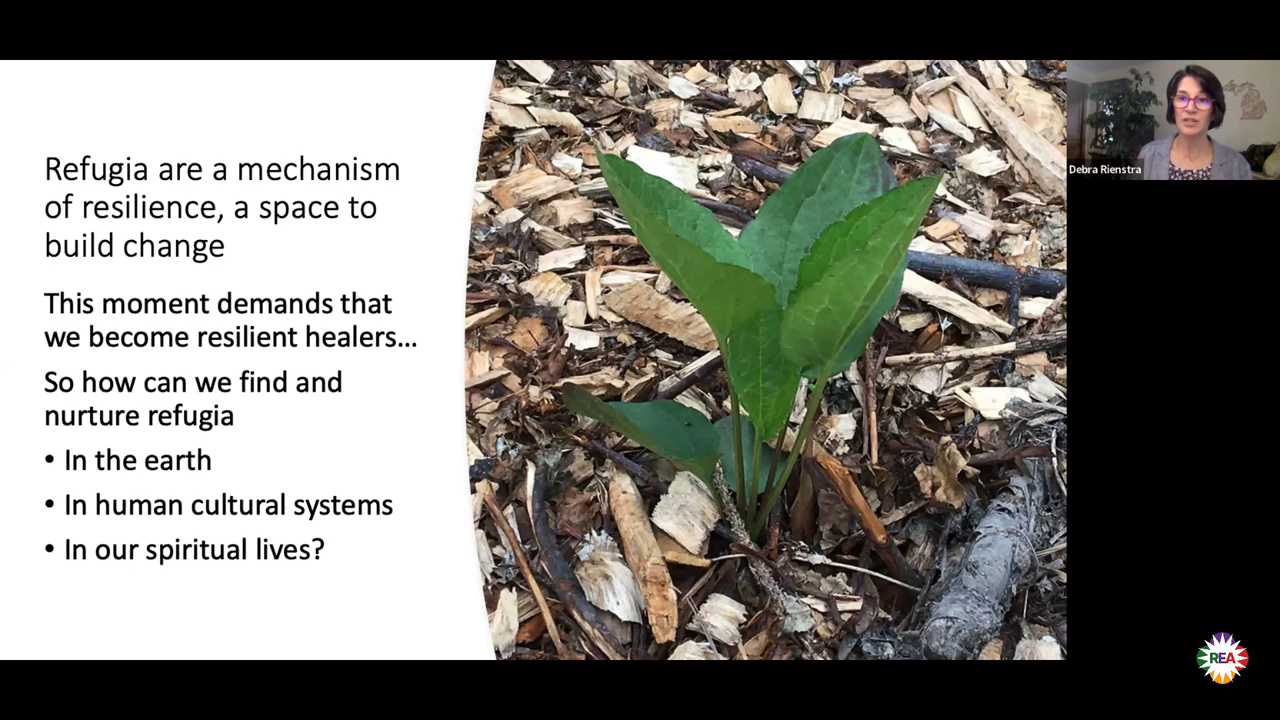 Refugia are a mechanism
of resilience, a space to
build change
This moment demands that
we become resilient healers...
So how can we find and
nurture refugia
• In the earth
• In human cultural systems
• In our spiritual lives?
Debra Rienstra
REA